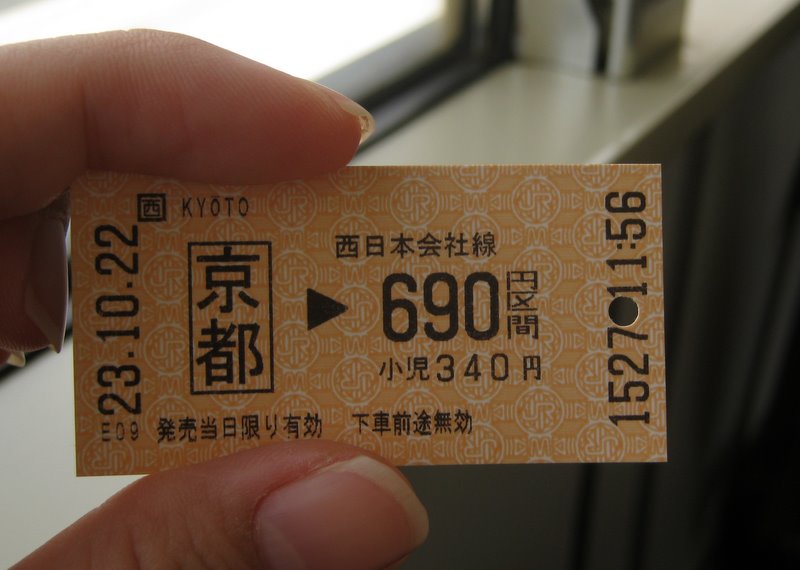 西 KYOTO
京都
▶
西日本会社線
690円区間
小児340円
発売当日限り有効 下車前途無効
E09
23.10.22
1527 11:56